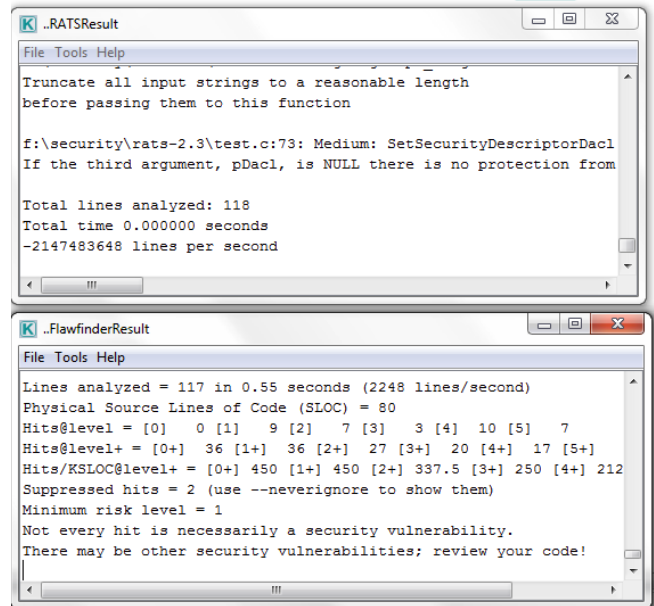 ..RATSResult
File Tools Help
Truncate all input strings to a reasonable length
before passing them to this function
f:\security\rats-2.3\test.c:73: Medium: SetSecurityDescriptorDacl
If the third argument, pDacl, is NULL there is no protection from
Total lines analyzed: 118
Total time 0.000000 seconds
-2147483648 lines per second
..FlawfinderResult
File Tools Help
Lines analyzed = 117 in 0.55 seconds (2248 lines/second)
Physical Source Lines of Code (SLOC) = 80
Hits@level = [0]   0 [1]   9 [2]   7 [3]   3 [4]  10 [5]   7
Hits@level+ = [0+]  36 [1+]  36 [2+]  27 [3+]  20 [4+]  17 [5+]
Hits/KSLOC@level+ = [0+] 450 [1+] 450 [2+] 337.5 [3+] 250 [4+] 212
Suppressed hits = 2 (use --neverignore to show them)
Minimum risk level = 1
Not every hit is necessarily a security vulnerability.
There may be other security vulnerabilities; review your code!